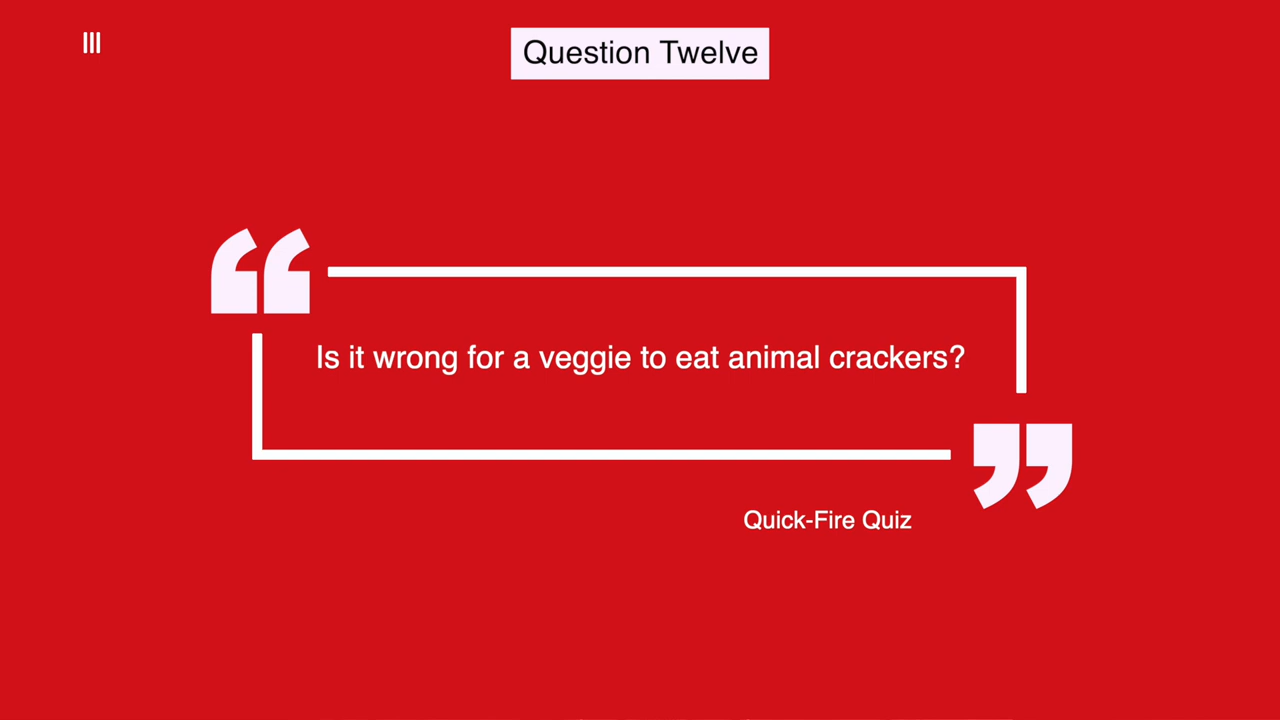 Question Twelve
Is it wrong for a veggie to eat animal crackers?
Quick-Fire Quiz